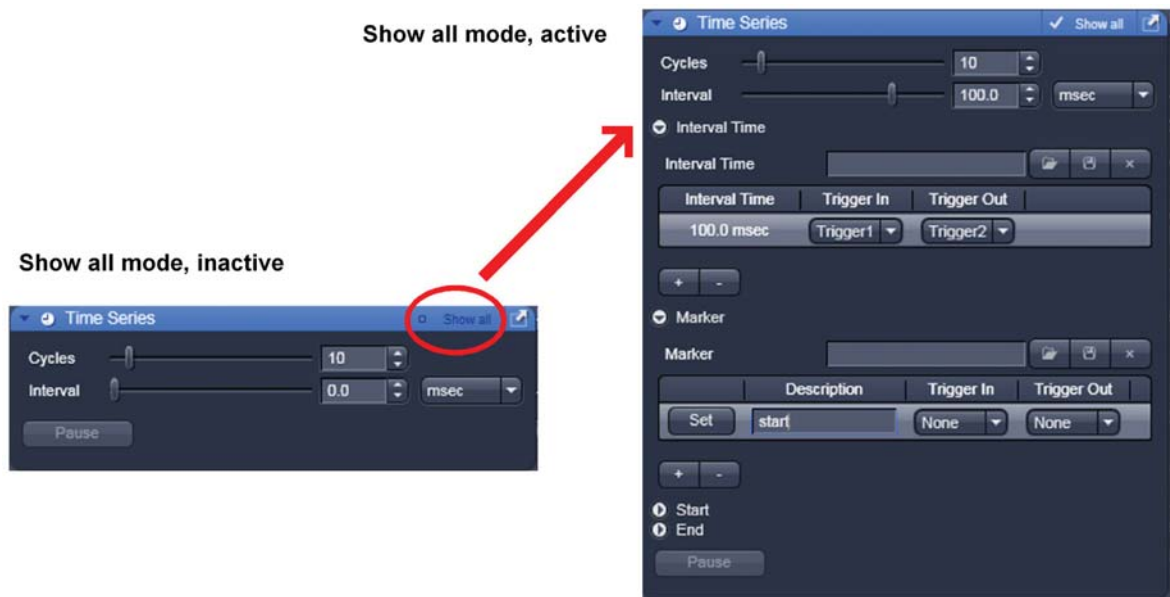 Show all mode, active
Time Series Show all
Cycles 10
Interval 100.0 msec
Interval Time
Interval Time
Interval Time Trigger In Trigger Out
100.0 msec Trigger1 Trigger2
+ -
Marker
Marker
Description Trigger In Trigger Out
Set start None None
+ -
Start
End
Pause
Show all mode, inactive
Time Series Show all
Cycles 10
Interval 0.0 msec
Pause